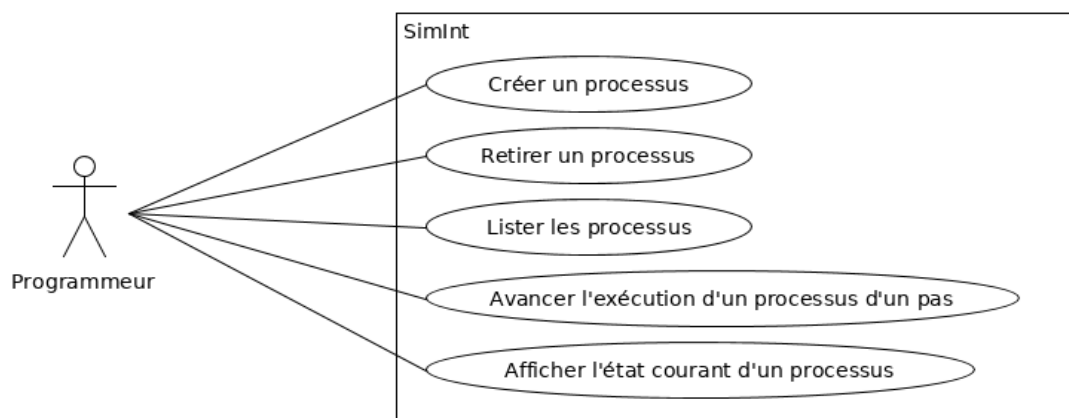 SimInt
Créer un processus
Retirer un processus
Lister les processus
Programmeur
Avancer l'exécution d'un processus d'un pas
Afficher l'état courant d'un processus